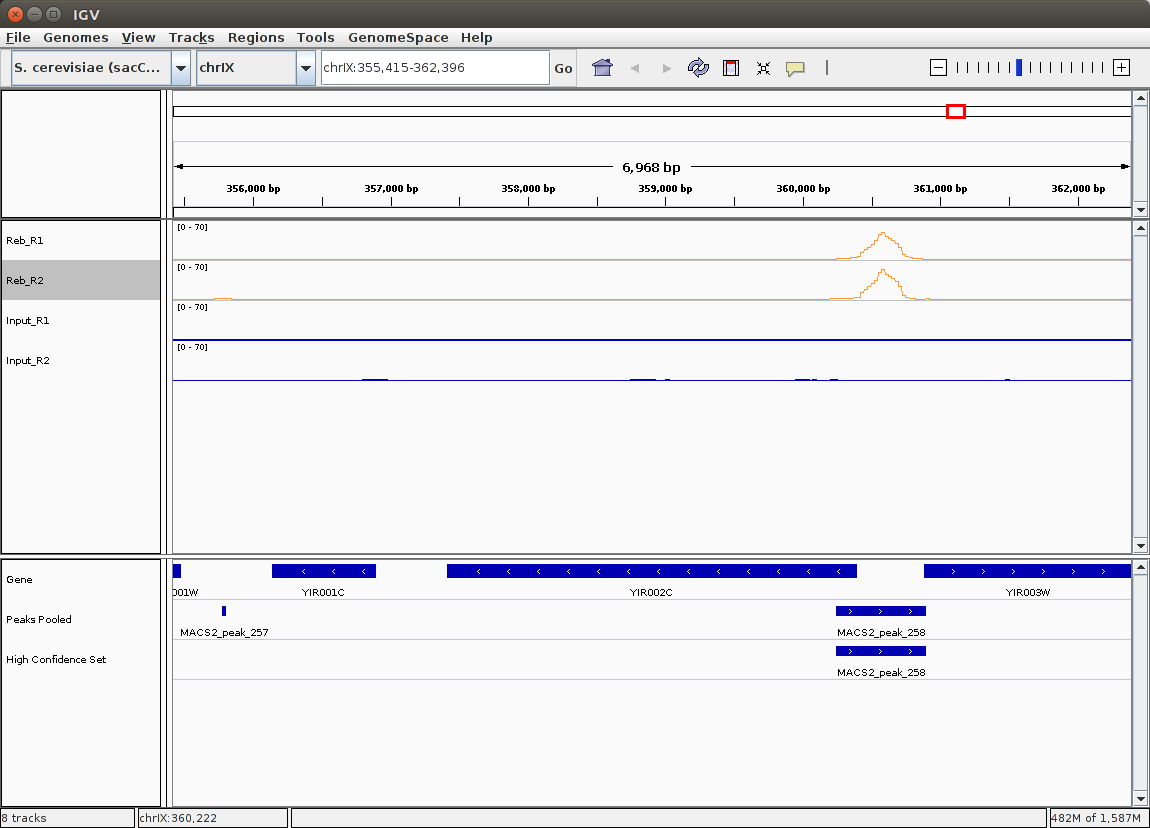 IGV
File Genomes View Tracks Regions Tools GenomeSpace Help
S. cerevisiae (sacC... chrIX chrIX:355,415-362,396 Go
6,968 bp
356,000 bp 357,000 bp 358,000 bp 359,000 bp 360,000 bp 361,000 bp 362,000 bp
[0 - 70]
Reb_R1
[0 - 70]
Reb_R2
[0 - 70]
Input_R1
[0 - 70]
Input_R2
Gene
001W YIR001C YIR002C YIR003W
Peaks Pooled
MACS2_peak_257 MACS2_peak_258
High Confidence Set
MACS2_peak_258
8 tracks chrIX:360,222 482M of 1,587M